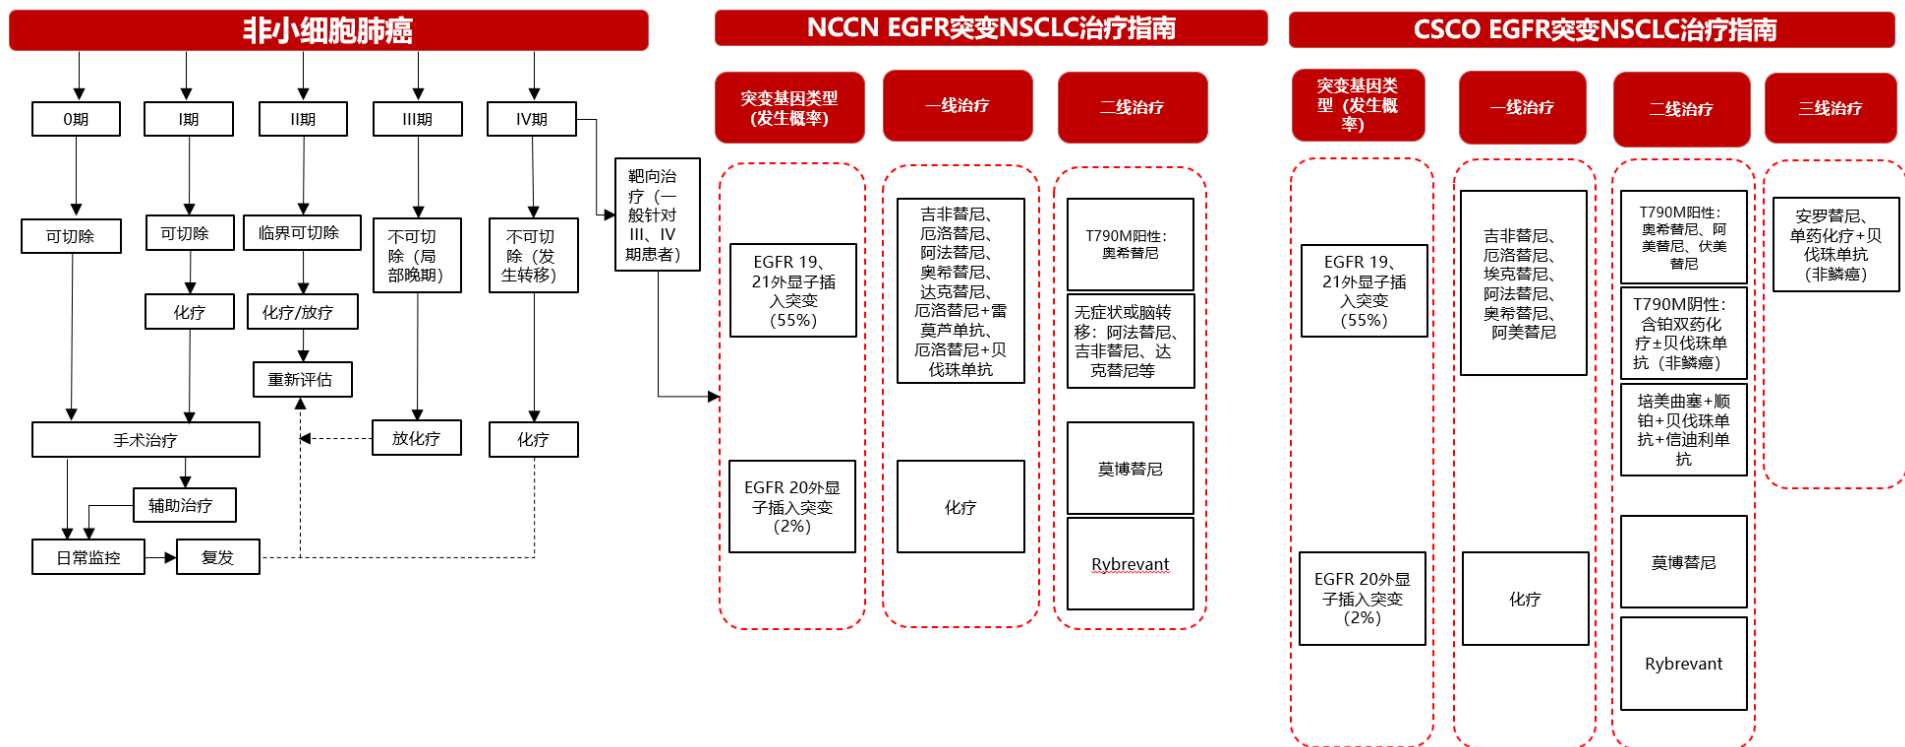 非小细胞肺癌
0期
I期
II期
III期
IV期
可切除
可切除
临界可切除
不可切
除（局
部晚期）
不可切
除（发
生转移）
靶向治
疗（一
般针对
III、IV
期患者）
化疗
化疗/放疗
重新评估
手术治疗
放化疗
化疗
辅助治疗
日常监控
复发
NCCN EGFR突变NSCLC治疗指南
突变基因类型
(发生概率)
一线治疗
二线治疗
EGFR 19、
21外显子插
入突变
（55%）
吉非替尼、
厄洛替尼、
阿法替尼、
奥希替尼、
达克替尼、
厄洛替尼+雷
莫芦单抗、
厄洛替尼+贝
伐珠单抗
T790M阳性：
奥希替尼
无症状或脑转
移：阿法替尼、
吉非替尼、达
克替尼等
EGFR 20外显
子插入突变
（2%）
化疗
莫博替尼
Rybrevant
CSCO EGFR突变NSCLC治疗指南
突变基因类
型（发生概
率）
一线治疗
二线治疗
三线治疗
EGFR 19、
21外显子插
入突变
（55%）
吉非替尼、
厄洛替尼、
埃克替尼、
阿法替尼、
奥希替尼、
阿美替尼
T790M阳性：
奥希替尼、阿
美替尼、伏美
替尼
T790M阴性：
含铂双药化
疗±贝伐珠单
抗（非鳞癌）
培美曲塞+顺
铂+贝伐珠单
抗+信迪利单
抗
安罗替尼、
单药化疗+贝
伐珠单抗
（非鳞癌）
EGFR 20外显
子插入突变
（2%）
化疗
莫博替尼
Rybrevant